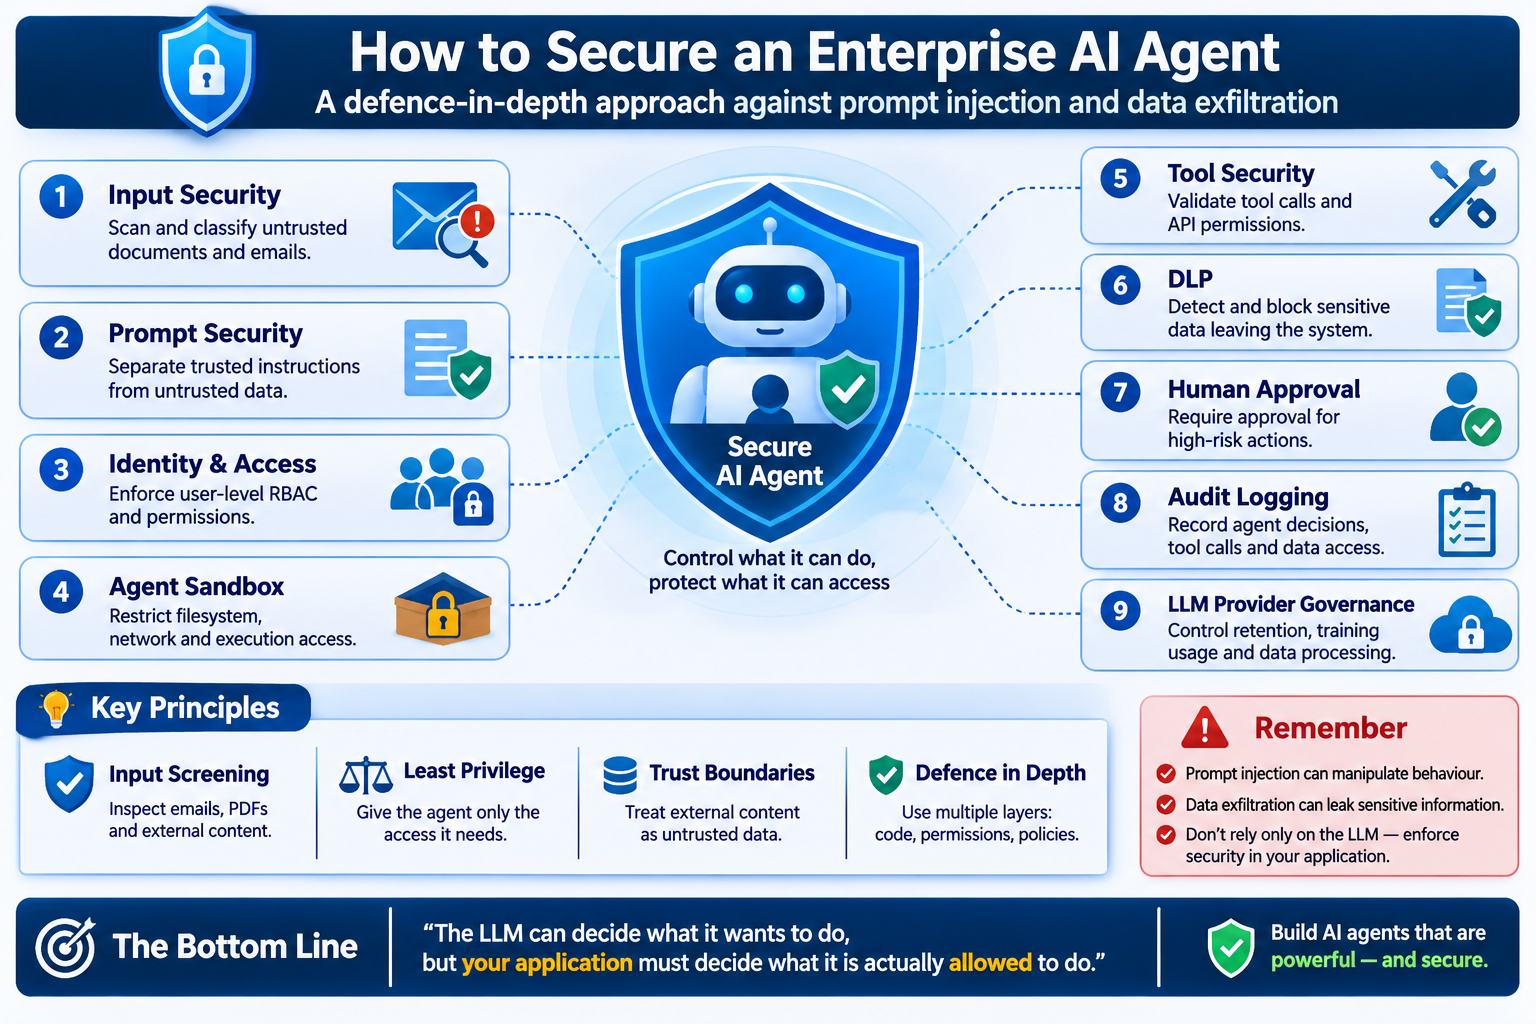 How to Secure an Enterprise AI Agent
A defence-in-depth approach against prompt injection and data exfiltration
1
Input Security
Scan and classify untrusted
documents and emails.
2
Prompt Security
Separate trusted instructions
from untrusted data.
3
Identity & Access
Enforce user-level RBAC
and permissions.
4
Agent Sandbox
Restrict filesystem,
network and execution access.
Secure
AI Agent
Control what it can do,
protect what it can access
5
Tool Security
Validate tool calls and
API permissions.
6
DLP
Detect and block sensitive
data leaving the system.
7
Human Approval
Require approval for
high-risk actions.
8
Audit Logging
Record agent decisions,
tool calls and data access.
9
LLM Provider Governance
Control retention, training
usage and data processing.
Key Principles
Input Screening
Inspect emails, PDFs
and external content.
Least Privilege
Give the agent only the
access it needs.
Trust Boundaries
Treat external content
as untrusted data.
Defence in Depth
Use multiple layers:
code, permissions, policies.
Remember
Prompt injection can manipulate behaviour.
Data exfiltration can leak sensitive information.
Don't rely only on the LLM — enforce
security in your application.
The Bottom Line
“The LLM can decide what it wants to do,
but your application must decide what it is actually allowed to do.”
Build AI agents that are
powerful — and secure.